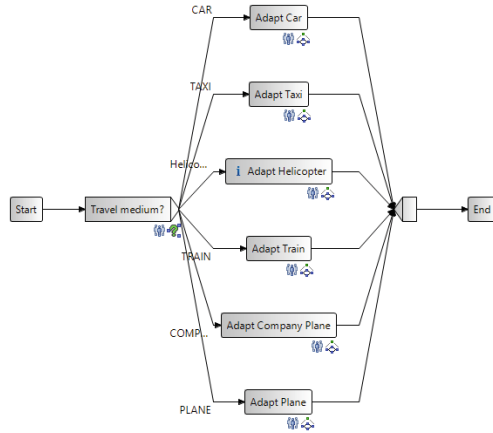 CAR
Adapt Car
TAXI
Adapt Taxi
Helico...
i Adapt Helicopter
Start
Travel medium?
End
TRAIN
Adapt Train
COMP...
Adapt Company Plane
PLANE
Adapt Plane